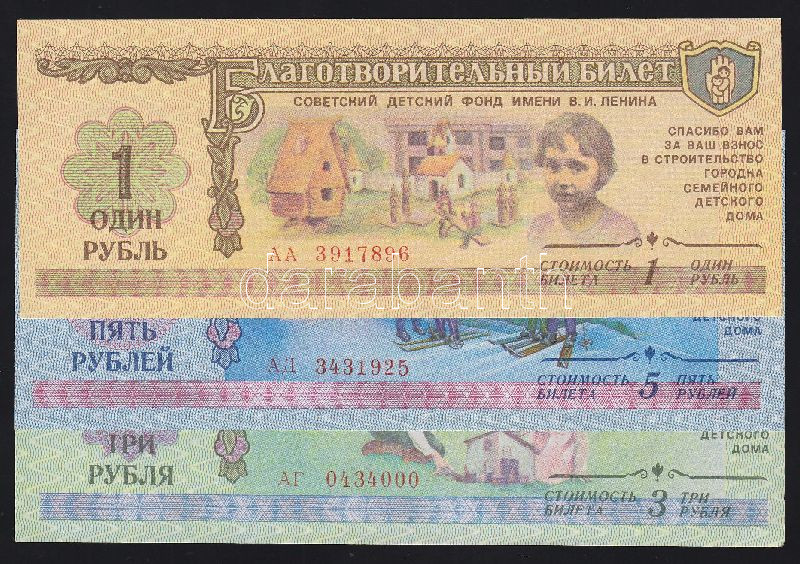 БЛАГОТВОРИТЕЛЬНЫЙ БИЛЕТ
СОВЕТСКИЙ ДЕТСКИЙ ФОНД ИМЕНИ В.И. ЛЕНИНА
1
ОДИН
РУБЛЬ
СПАСИБО ВАМ
ЗА ВАШ ВЗНОС
В СТРОИТЕЛЬСТВО
ГОРОДКА
СЕМЕЙНОГО
ДЕТСКОГО
ДОМА
АА 3917896
СТОИМОСТЬ БИЛЕТА 1 ОДИН РУБЛЬ
darabanth
ПЯТЬ
РУБЛЕЙ
ДЕТСКОГО
ДОМА
АД 3431925
СТОИМОСТЬ БИЛЕТА 5 ПЯТЬ РУБЛЕЙ
ТРИ
РУБЛЯ
ДЕТСКОГО
ДОМА
АГ 0434000
СТОИМОСТЬ БИЛЕТА 3 ТРИ РУБЛЯ